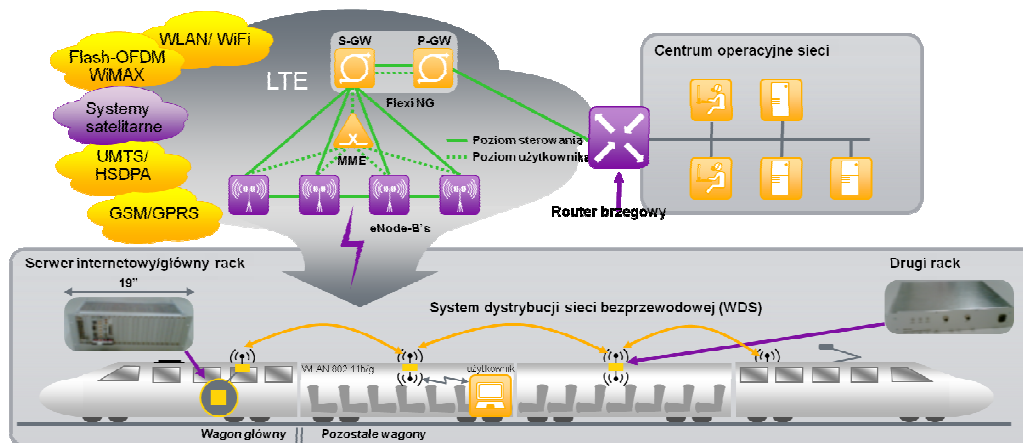 WLAN/ WiFi
Flash-OFDM
WiMAX
Systemy
satelitarne
UMTS/
HSDPA
GSM/GPRS
LTE
S-GW
P-GW
Flexi NG
MME
Poziom sterowania
Poziom użytkownika
eNode-B's
Centrum operacyjne sieci
Router brzegowy
Serwer internetowy/główny rack
19"
Drugi rack
System dystrybucji sieci bezprzewodowej (WDS)
WLAN 802.11b/g
użytkownik
Wagon główny
Pozostałe wagony